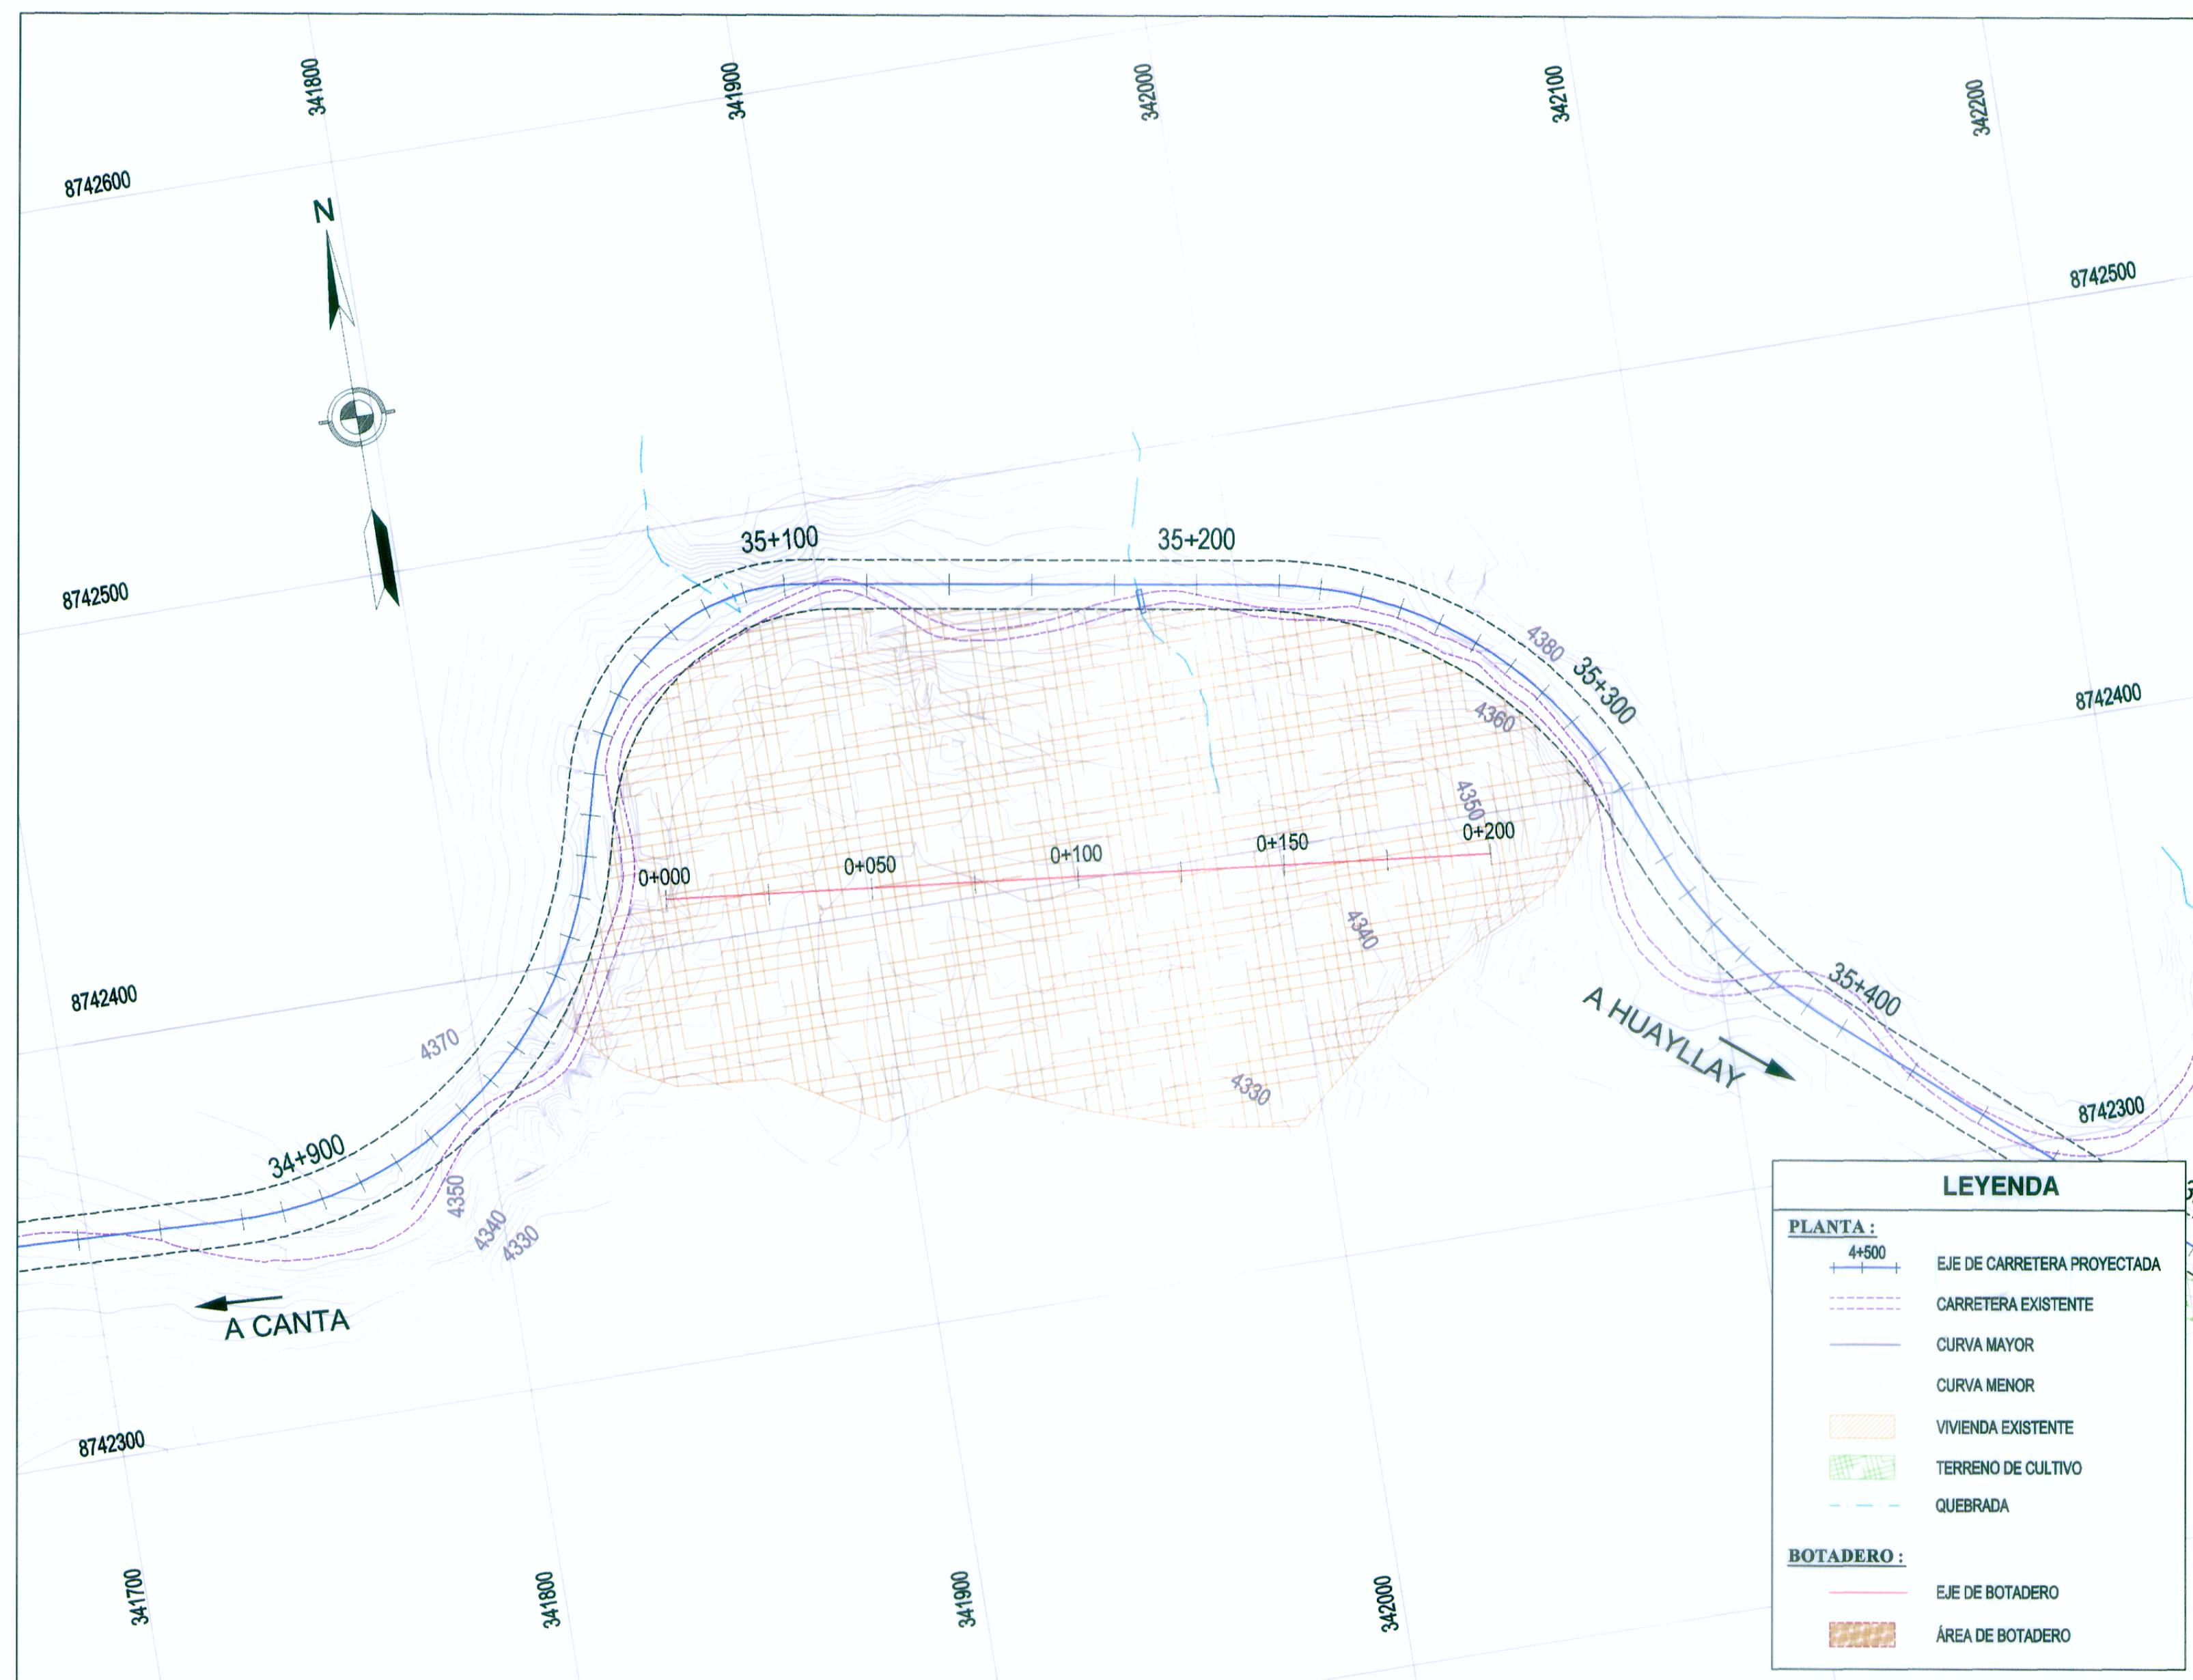 341800
341900
342000
342100
342200
8742600
N
8742500
8742500
35+100
35+200
4380
35+300
8742400
4360
4350
0+000
0+050
0+100
0+150
0+200
4340
8742400
4370
35+400
A HUAYLLAY
4330
8742300
34+900
4350
4340
4330
A CANTA
8742300
341700
341800
341900
342000
LEYENDA
PLANTA :
4+500
EJE DE CARRETERA PROYECTADA
CARRETERA EXISTENTE
CURVA MAYOR
CURVA MENOR
VIVIENDA EXISTENTE
TERRENO DE CULTIVO
QUEBRADA
BOTADERO :
EJE DE BOTADERO
ÁREA DE BOTADERO